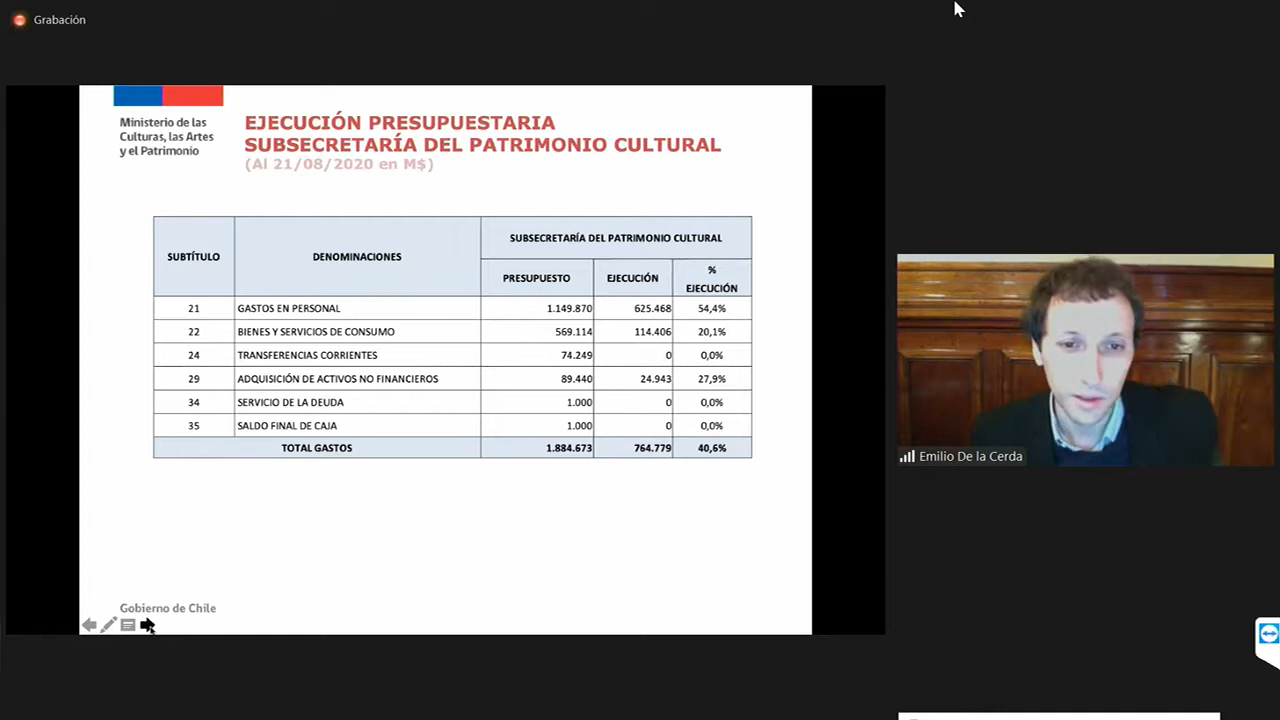 Grabación
Ministerio de las
Culturas, las Artes
y el Patrimonio
EJECUCIÓN PRESUPUESTARIA
SUBSECRETARÍA DEL PATRIMONIO CULTURAL
(Al 21/08/2020 en M$)
SUBTÍTULO DENOMINACIONES SUBSECRETARÍA DEL PATRIMONIO CULTURAL
PRESUPUESTO EJECUCIÓN % EJECUCIÓN
21 GASTOS EN PERSONAL 1.149.870 625.468 54,4%
22 BIENES Y SERVICIOS DE CONSUMO 569.114 114.406 20,1%
24 TRANSFERENCIAS CORRIENTES 74.249 0 0,0%
29 ADQUISICIÓN DE ACTIVOS NO FINANCIEROS 89.440 24.943 27,9%
34 SERVICIO DE LA DEUDA 1.000 0 0,0%
35 SALDO FINAL DE CAJA 1.000 0 0,0%
TOTAL GASTOS 1.884.673 764.779 40,6%
Gobierno de Chile
Emilio De la Cerda